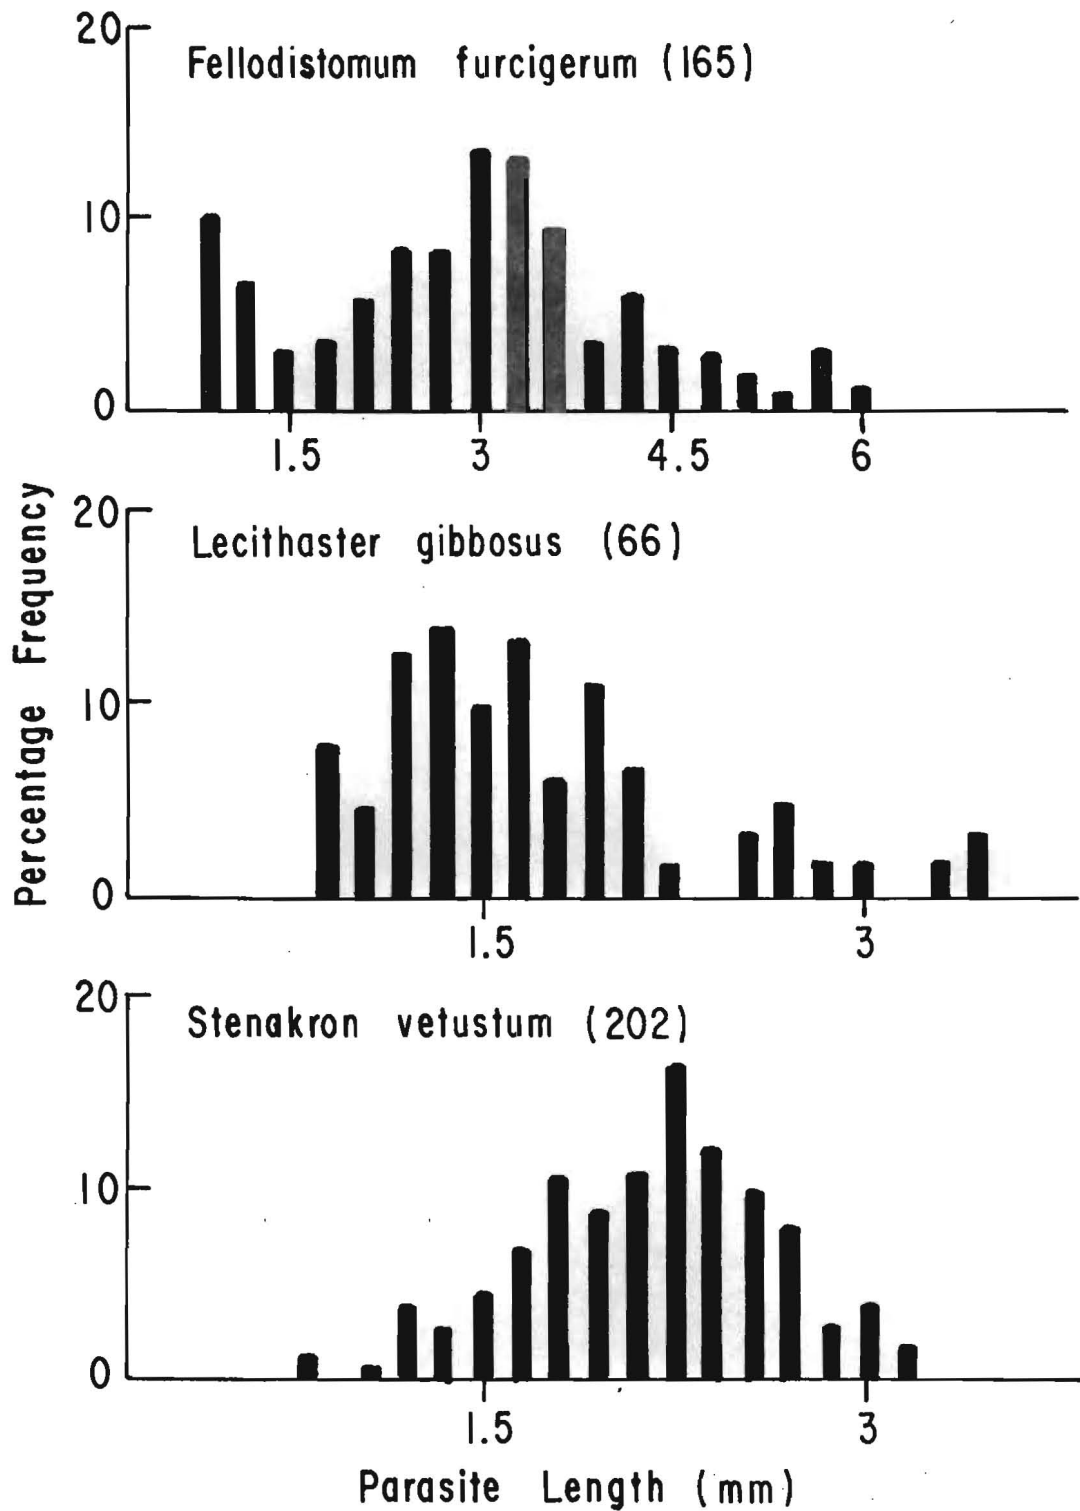 20
Fellodistomum furcigerum (165)
10
0
1.5 3 4.5 6
Percentage Frequency
20
Lecithaster gibbosus (66)
10
0
1.5 3
20
Stenakron vetustum (202)
10
0
1.5 3
Parasite Length (mm)